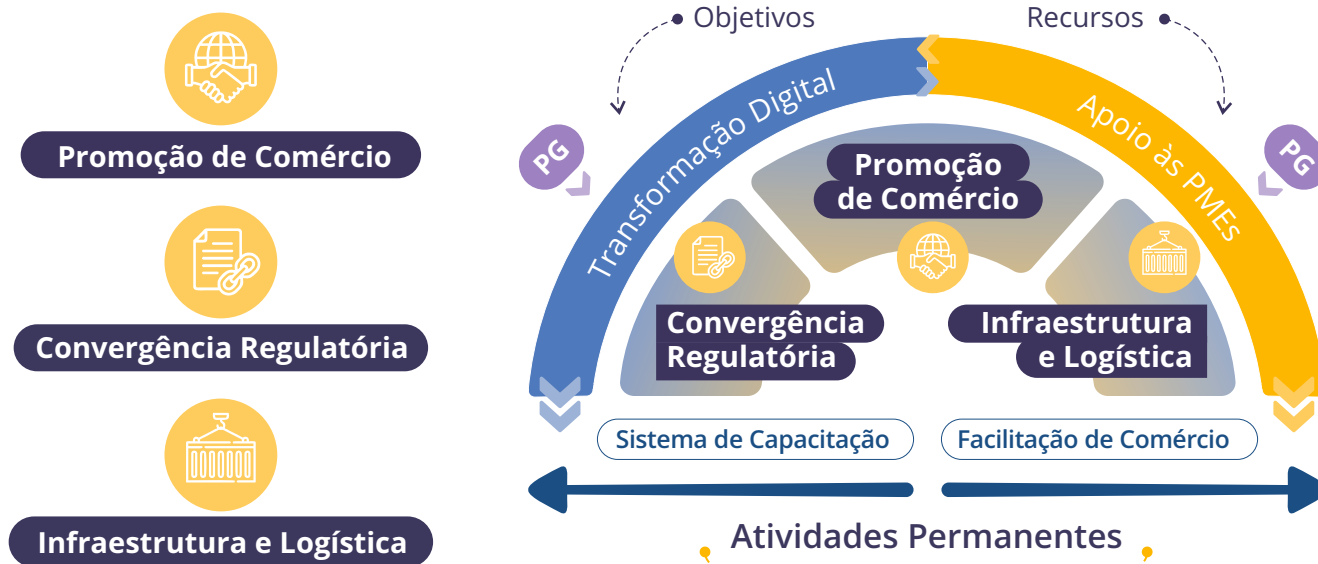 Promoção de Comércio
Convergência Regulatória
Infraestrutura e Logística
Objetivos
Recursos
PG
Transformação Digital
Apoio às PMEs
PG
Promoção
de Comércio
Convergência
Regulatória
Infraestrutura
e Logística
Sistema de Capacitação
Facilitação de Comércio
Atividades Permanentes